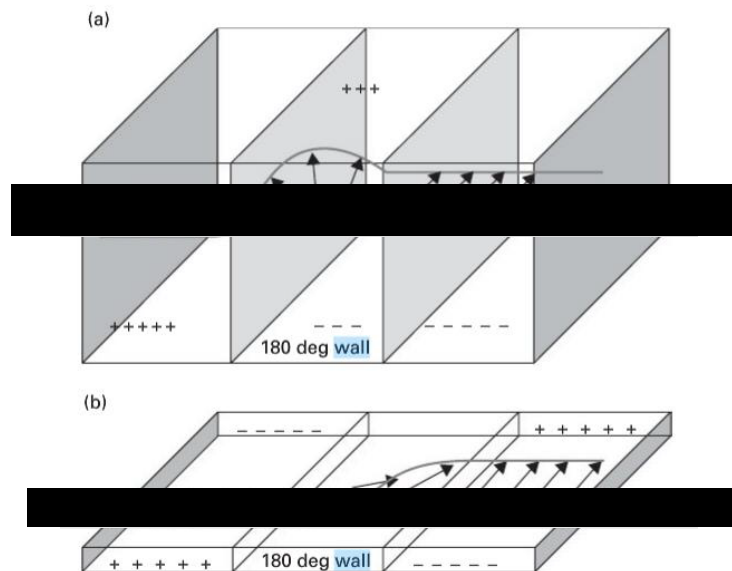 (a)
+++
+++++
– – –
– – – – –
180 deg wall
(b)
– – – – –
+ + + + +
+ + + + +
180 deg wall
– – – – –